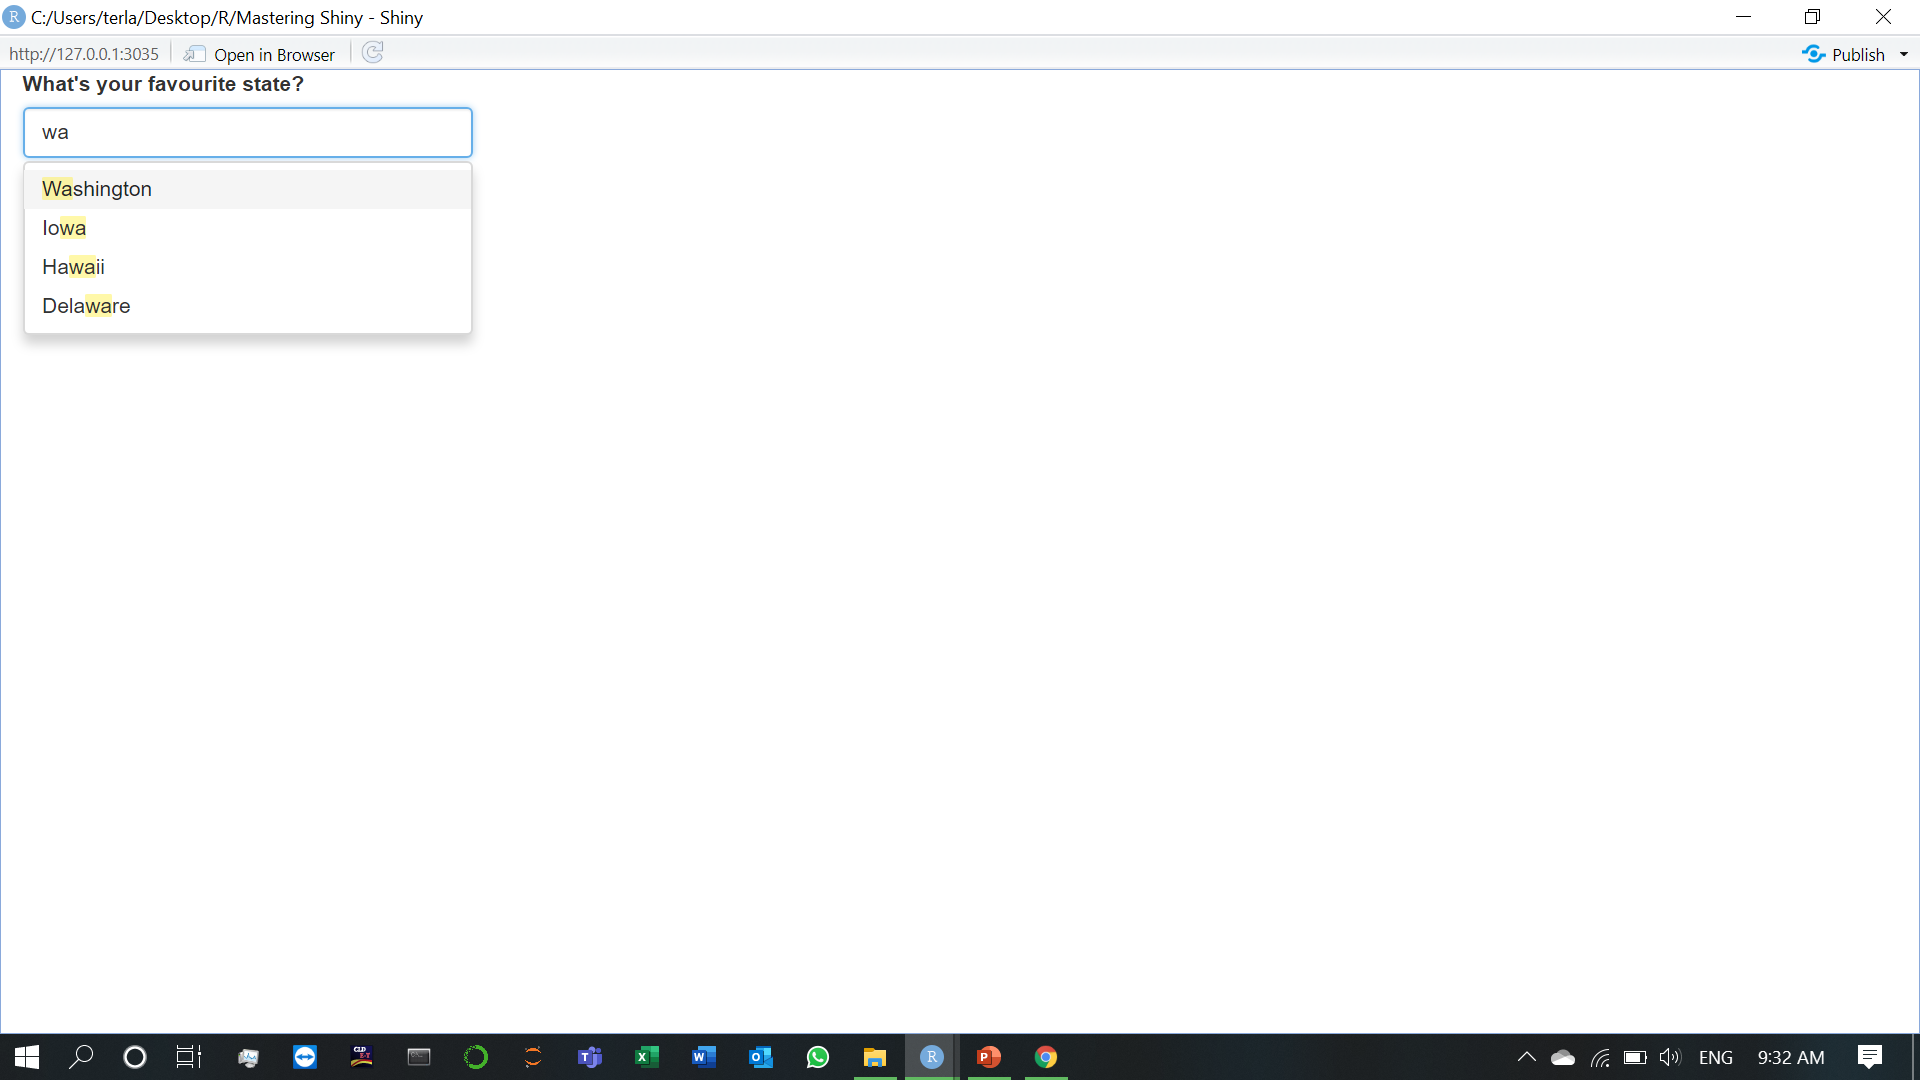 R C:/Users/terla/Desktop/R/Mastering Shiny - Shiny
http://127.0.0.1:3035 Open in Browser Publish
What's your favourite state?
wa
Washington
Iowa
Hawaii
Delaware
CLD E-T T X W O R P ENG 9:32 AM